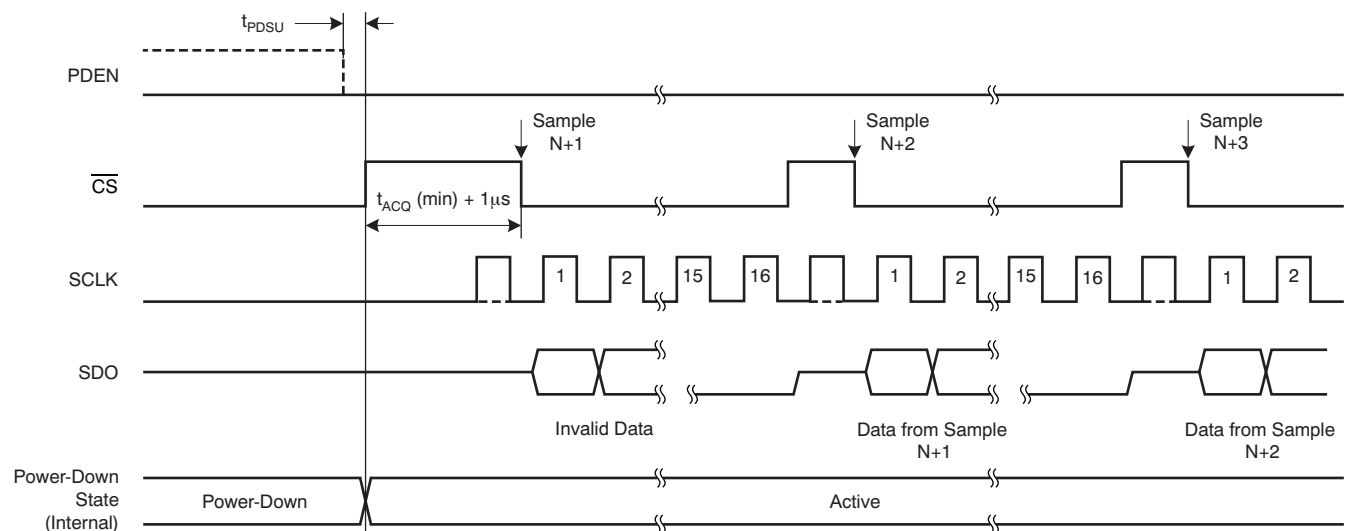 tPDSU
PDEN
Sample
N+1
Sample
N+2
Sample
N+3
CS
tACQ (min) + 1µs
SCLK
1 2 15 16 1 2 15 16 1 2
SDO
Invalid Data
Data from Sample
N+1
Data from Sample
N+2
Power-Down
State
(Internal)
Power-Down
Active